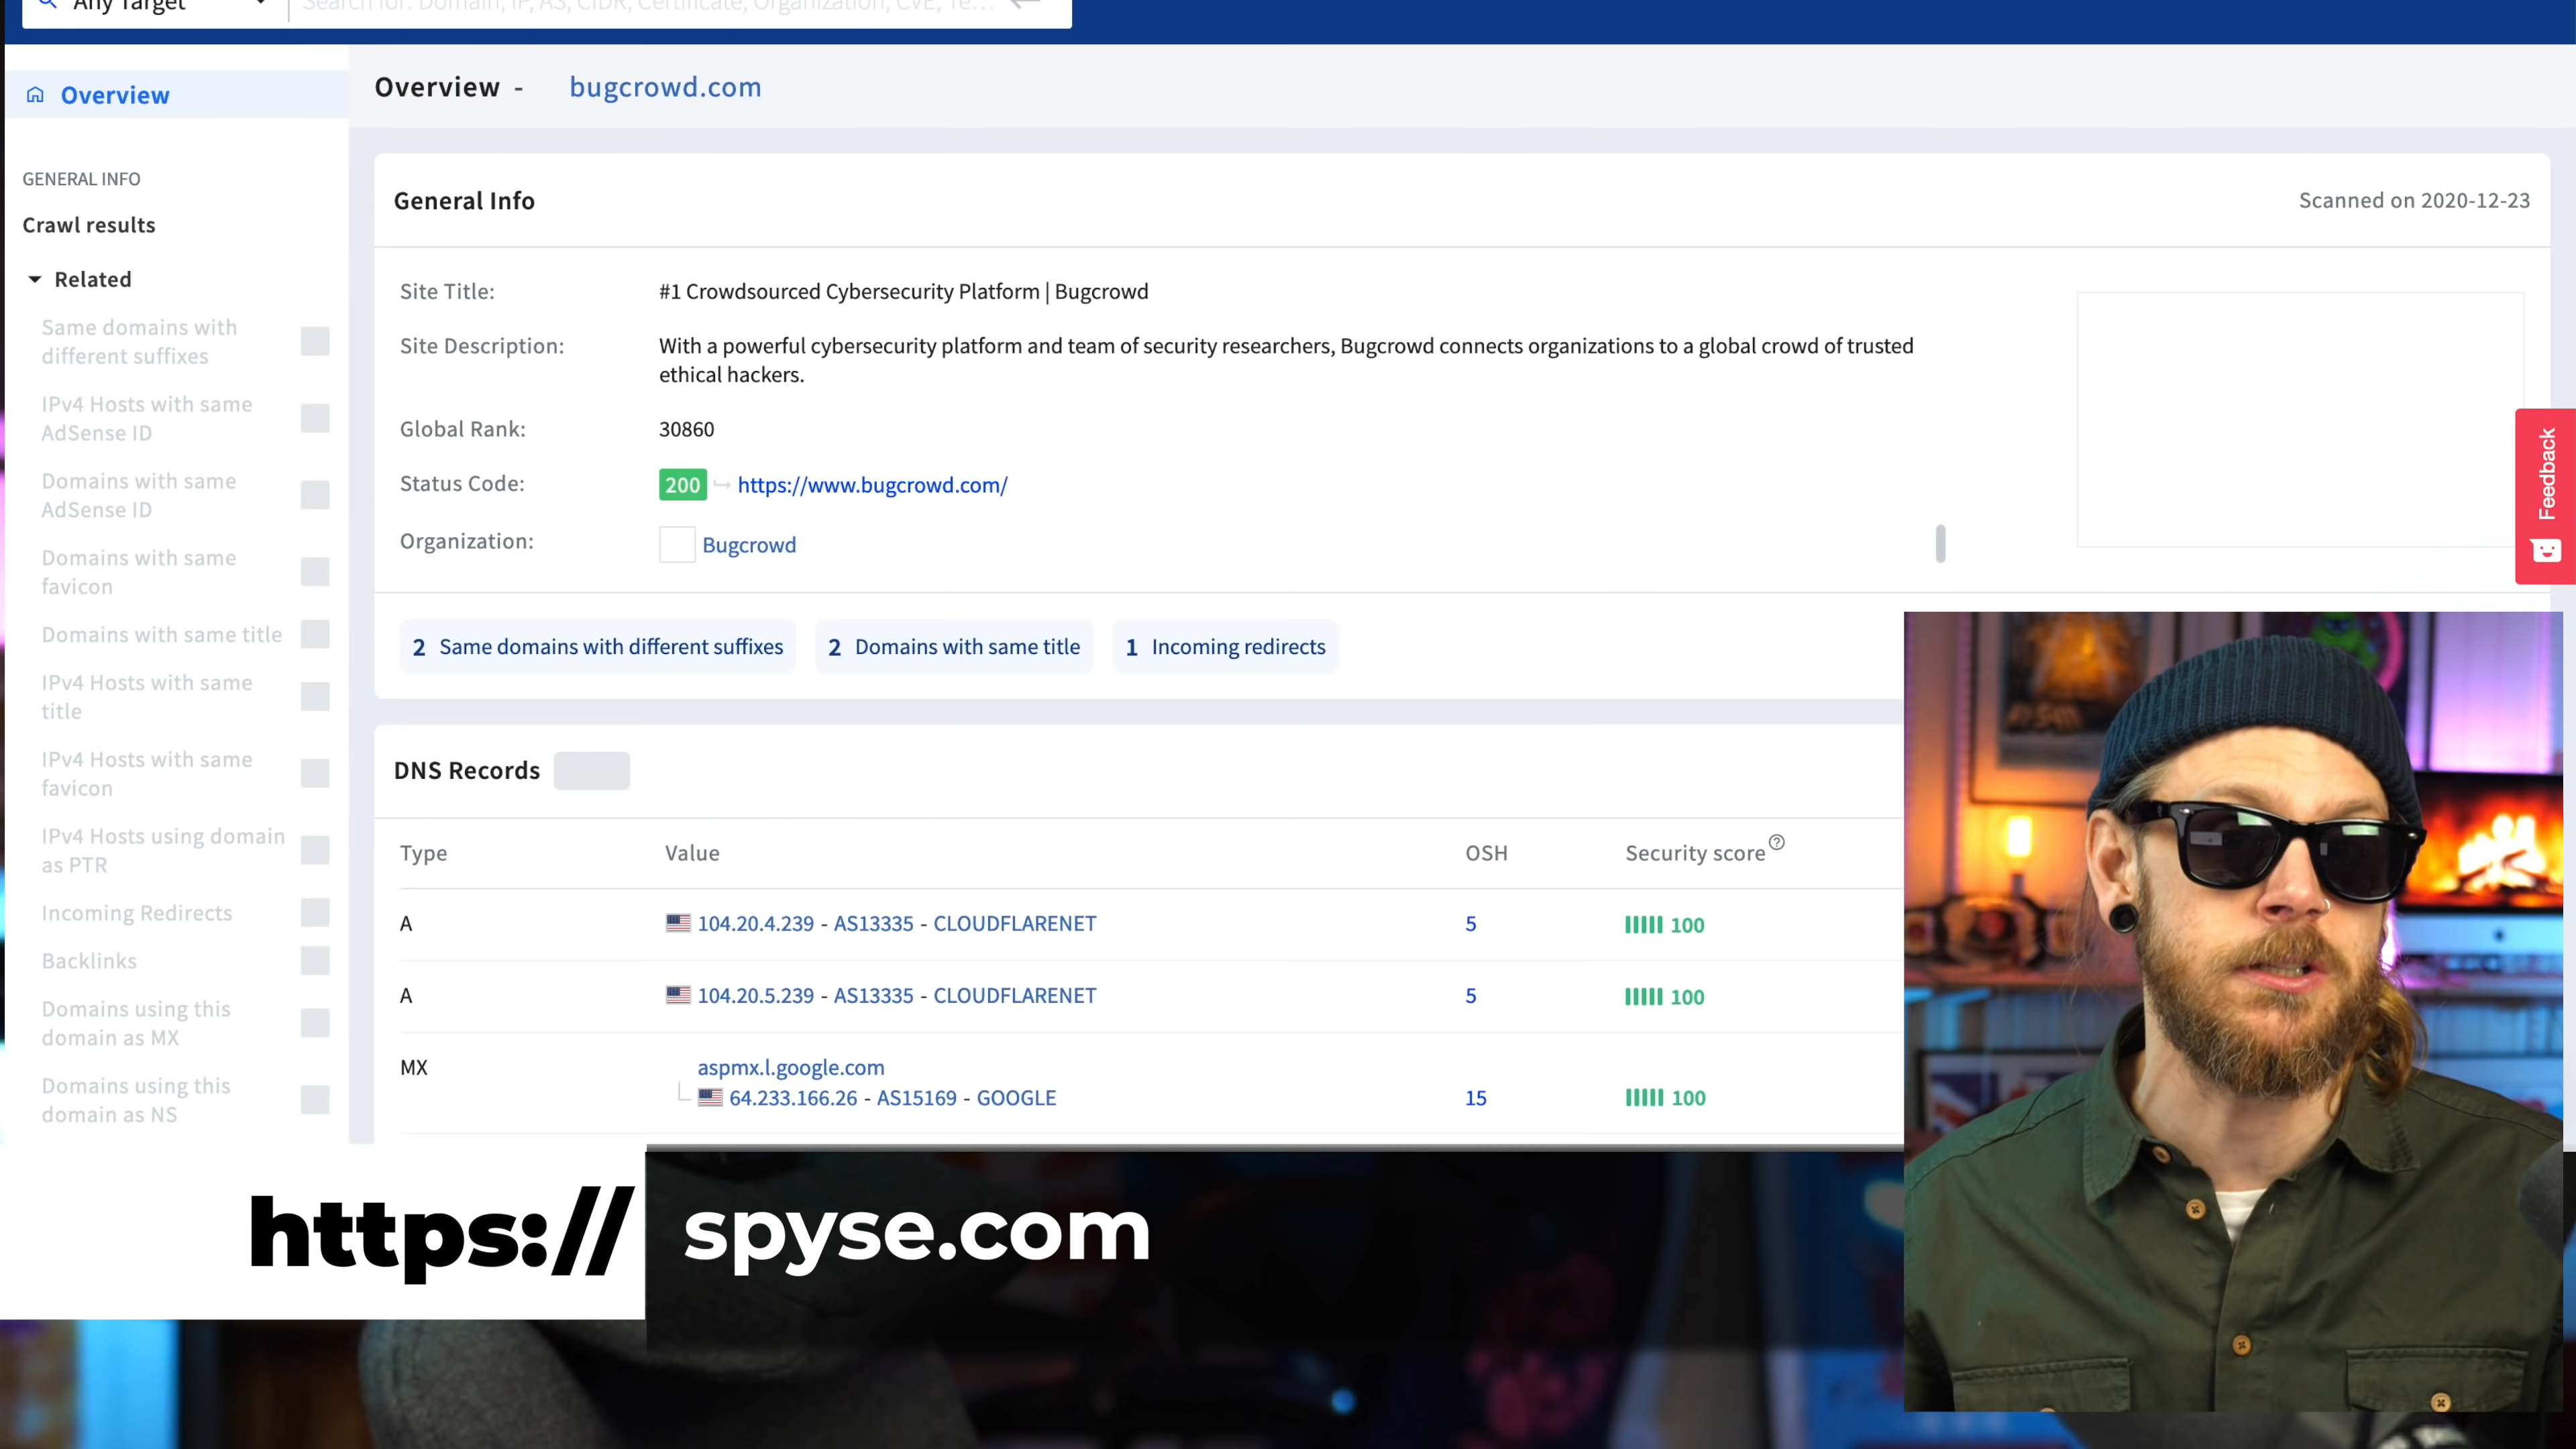 Any Target
Search for: Domain, IP, AS, CIDR, Certificate, Organization, CVE, Te...
Overview
Overview - bugcrowd.com
GENERAL INFO
Crawl results
Related
Same domains with
different suffixes
IPv4 Hosts with same
AdSense ID
Domains with same
AdSense ID
Domains with same
favicon
Domains with same title
IPv4 Hosts with same
title
IPv4 Hosts with same
favicon
IPv4 Hosts using domain
as PTR
Incoming Redirects
Backlinks
Domains using this
domain as MX
Domains using this
domain as NS
General Info
Scanned on 2020-12-23
Site Title: #1 Crowdsourced Cybersecurity Platform | Bugcrowd
Site Description: With a powerful cybersecurity platform and team of security researchers, Bugcrowd connects organizations to a global crowd of trusted
ethical hackers.
Global Rank: 30860
Status Code: 200 https://www.bugcrowd.com/
Organization: Bugcrowd
Feedback
2 Same domains with different suffixes 2 Domains with same title 1 Incoming redirects
DNS Records
Type Value OSH Security score
A 104.20.4.239 - AS13335 - CLOUDFLARENET 5 100
A 104.20.5.239 - AS13335 - CLOUDFLARENET 5 100
MX aspmx.l.google.com
64.233.166.26 - AS15169 - GOOGLE 15 100
https:// spyse.com